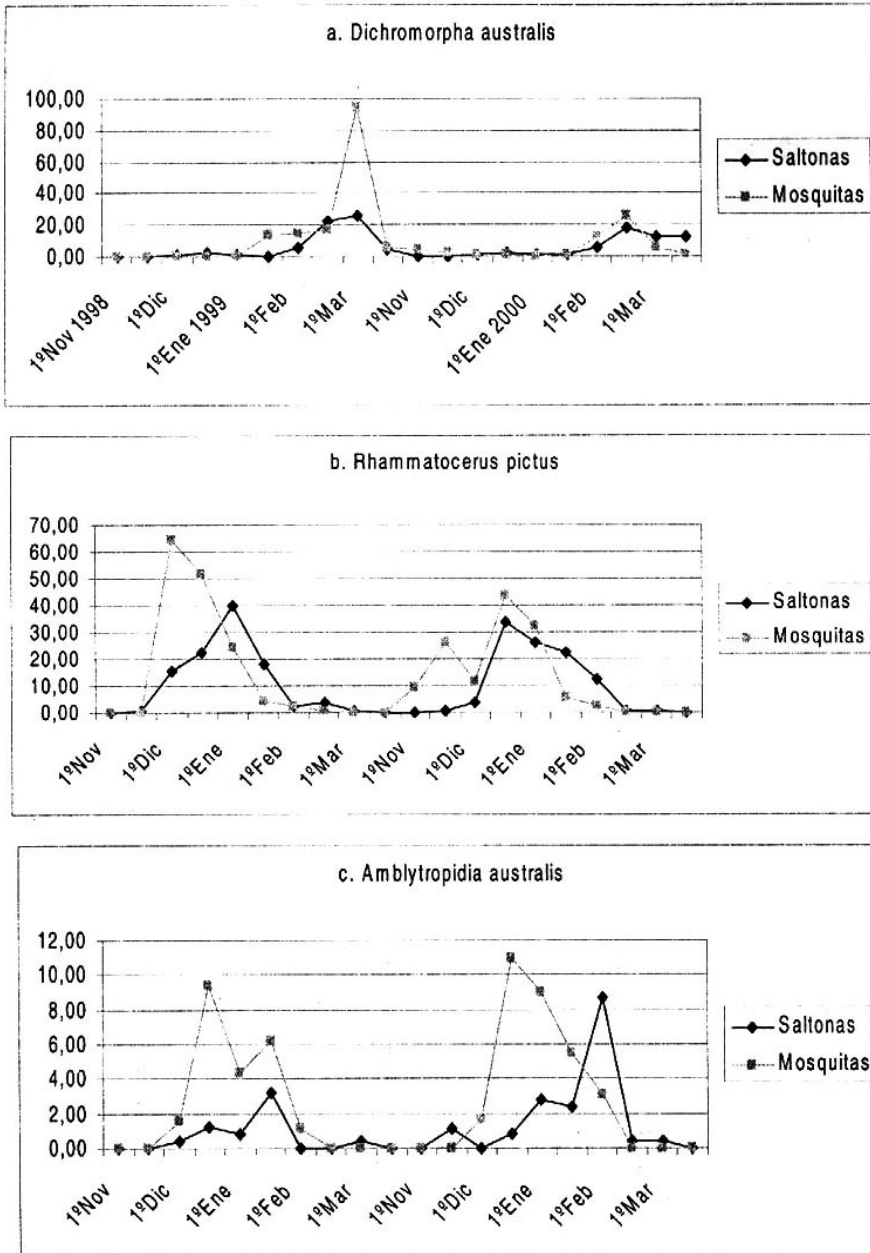 a. Dichromorpha australis
100,00
80,00
60,00
40,00
20,00
0,00
1ºNov 1998
1ºDic
1ºEne 1999
1ºFeb
1ºMar
1ºNov
1ºDic
1ºEne 2000
1ºFeb
1ºMar
Saltonas
Mosquitas
b. Rhammatocerus pictus
70,00
60,00
50,00
40,00
30,00
20,00
10,00
0,00
1ºNov
1ºDic
1ºEne
1ºFeb
1ºMar
1ºNov
1ºDic
1ºEne
1ºFeb
1ºMar
Saltonas
Mosquitas
c. Amblytropidia australis
12,00
10,00
8,00
6,00
4,00
2,00
0,00
1ºNov
1ºDic
1ºEne
1ºFeb
1ºMar
1ºNov
1ºDic
1ºEne
1ºFeb
1ºMar
Saltonas
Mosquitas